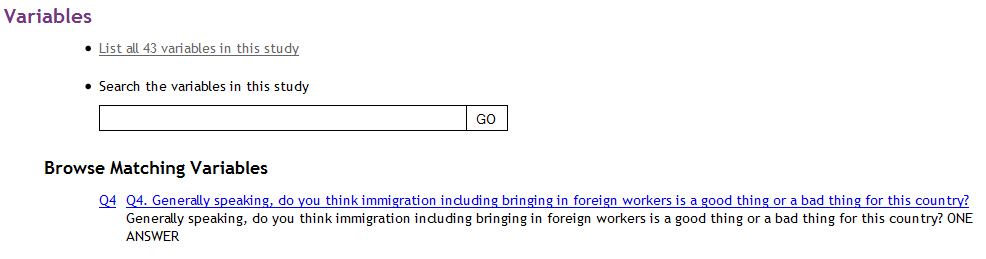 Variables
List all 43 variables in this study
Search the variables in this study
GO
Browse Matching Variables
Q4 Q4. Generally speaking, do you think immigration including bringing in foreign workers is a good thing or a bad thing for this country?
Generally speaking, do you think immigration including bringing in foreign workers is a good thing or a bad thing for this country? ONE
ANSWER